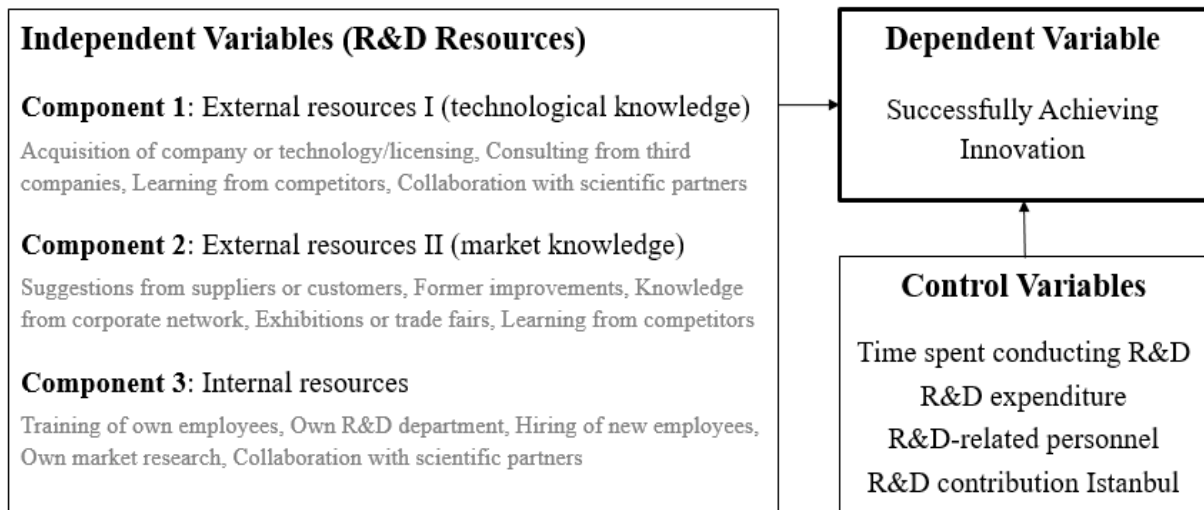 Independent Variables (R&D Resources)
Component 1: External resources I (technological knowledge)
Acquisition of company or technology/licensing, Consulting from third
companies, Learning from competitors, Collaboration with scientific partners
Component 2: External resources II (market knowledge)
Suggestions from suppliers or customers, Former improvements, Knowledge
from corporate network, Exhibitions or trade fairs, Learning from competitors
Component 3: Internal resources
Training of own employees, Own R&D department, Hiring of new employees,
Own market research, Collaboration with scientific partners
Dependent Variable
Successfully Achieving
Innovation
Control Variables
Time spent conducting R&D
R&D expenditure
R&D-related personnel
R&D contribution Istanbul